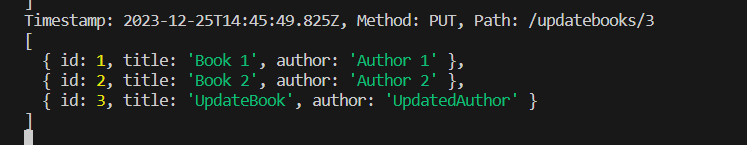 ]
Timestamp: 2023-12-25T14:45:49.825Z, Method: PUT, Path: /updatebooks/3
[
  { id: 1, title: 'Book 1', author: 'Author 1' },
  { id: 2, title: 'Book 2', author: 'Author 2' },
  { id: 3, title: 'UpdateBook', author: 'UpdatedAuthor' }
]